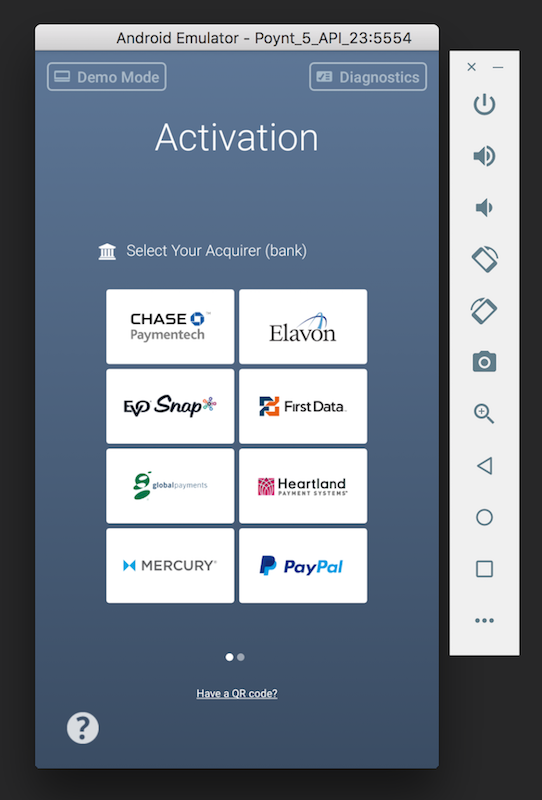 Android Emulator - Poynt_5_API_23:5554
Demo Mode
Diagnostics
Activation
Select Your Acquirer (bank)
CHASE™
Paymentech
Elavon
EVO Snap*
First Data.
globalpayments
Heartland
PAYMENT SYSTEMS®
MERCURY®
PayPal
Have a QR code?
?